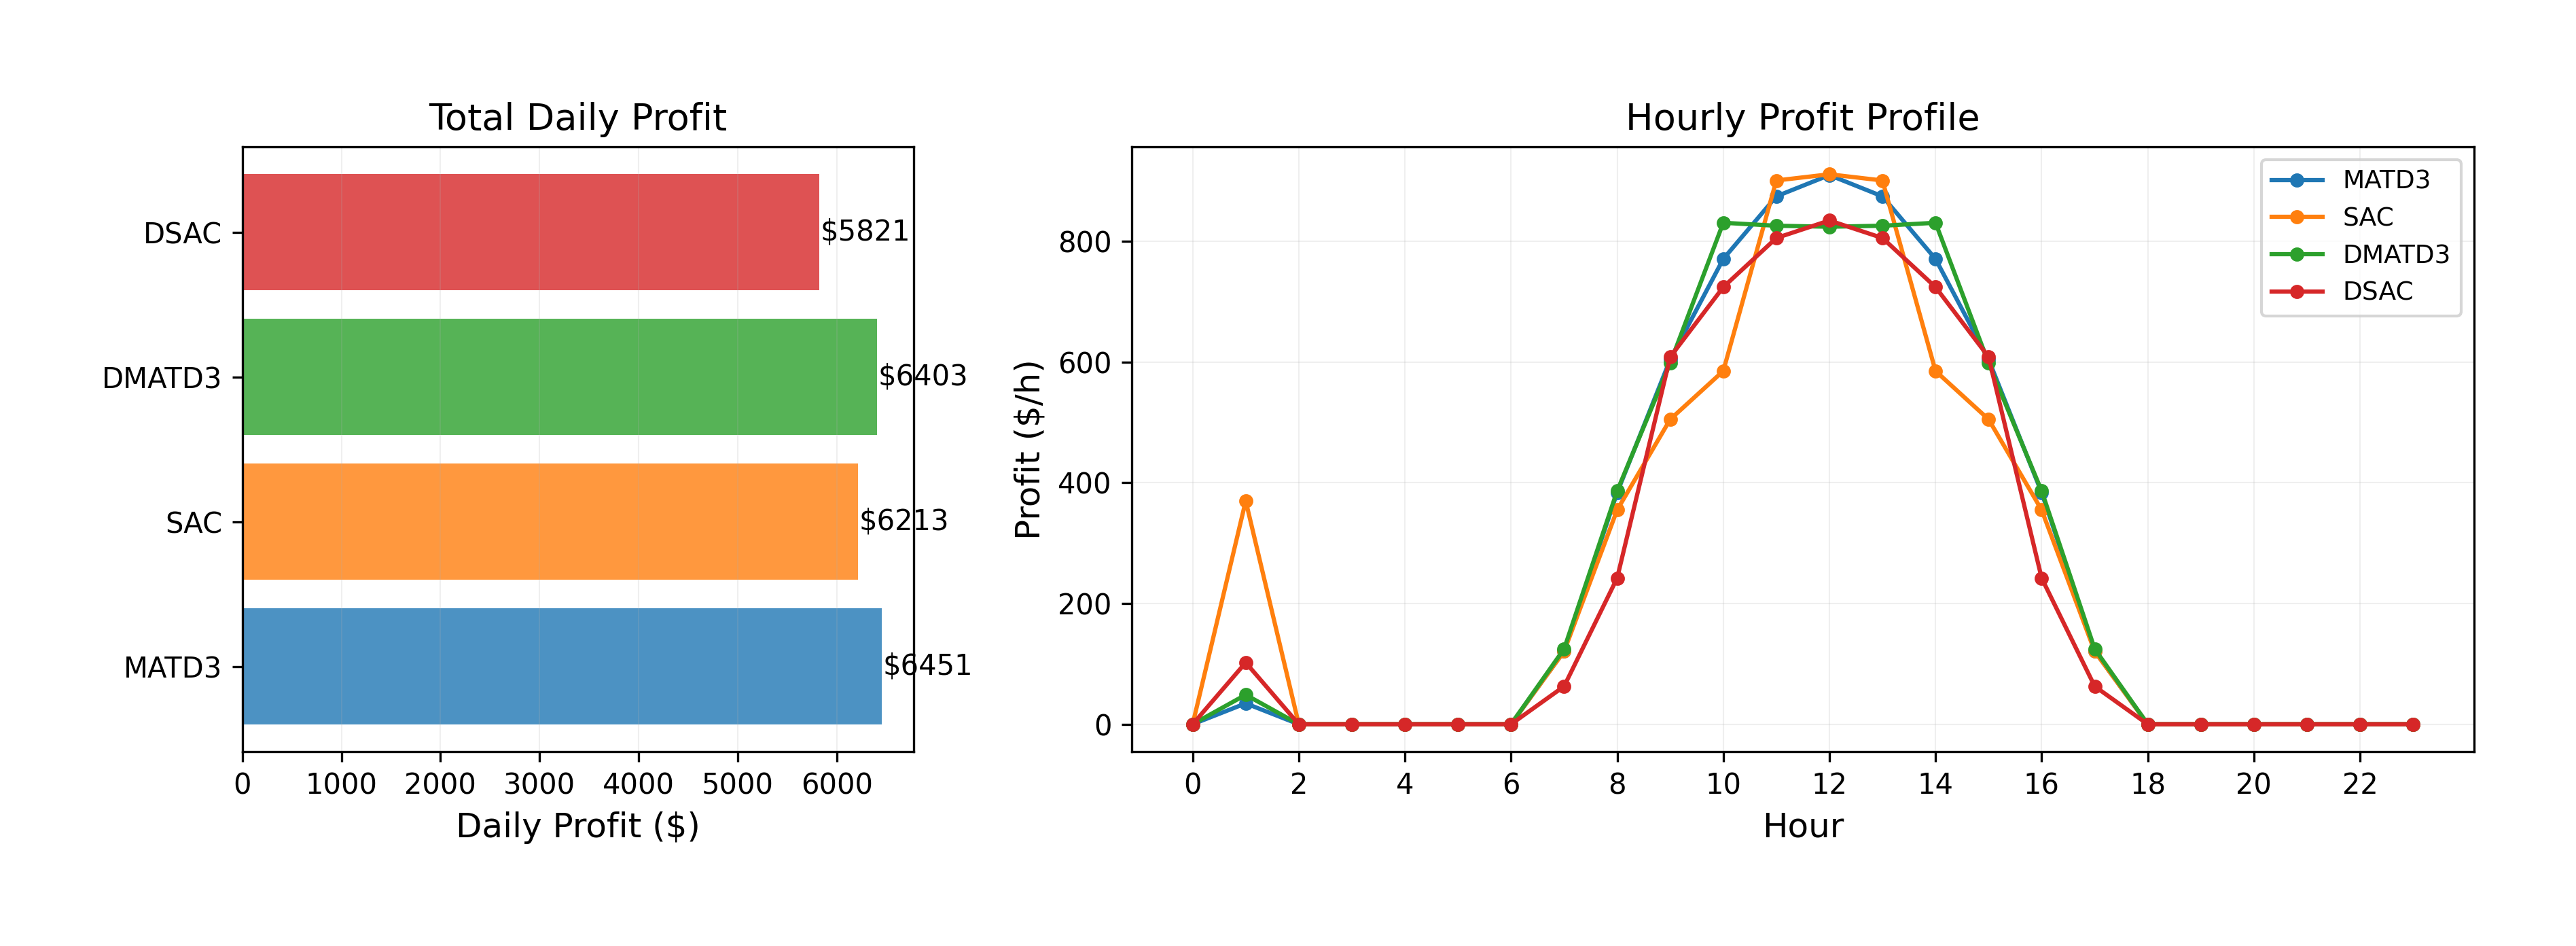 Total Daily Profit
DSAC
$5821
DMATD3
$6403
SAC
$6213
MATD3
$6451
0 1000 2000 3000 4000 5000 6000
Daily Profit ($)
Hourly Profit Profile
Profit ($/h)
800
600
400
200
0
0 2 4 6 8 10 12 14 16 18 20 22
Hour
MATD3
SAC
DMATD3
DSAC